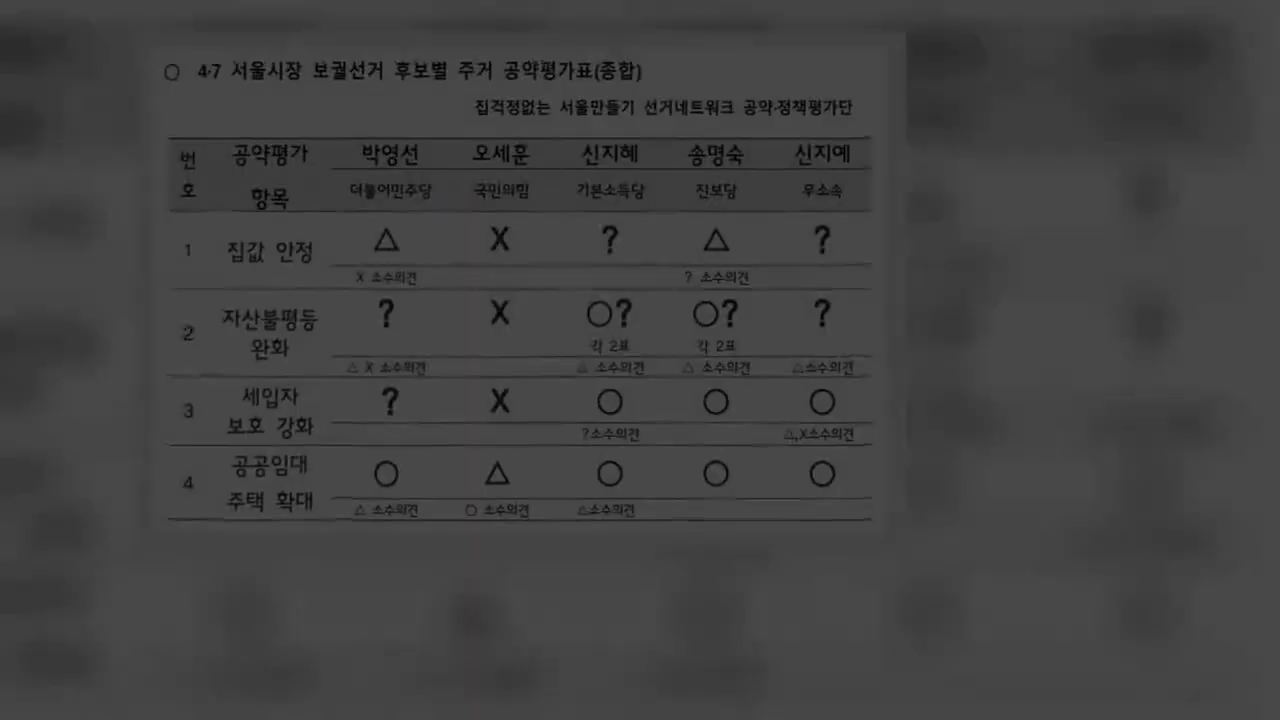 ○ 4·7 서울시장 보궐선거 후보별 주거 공약평가표(종합)
집걱정없는 서울만들기 선거네트워크 공약·정책평가단
번호 공약평가 항목 박영선 오세훈 신지혜 송명숙 신지예
더불어민주당 국민의힘 기본소득당 진보당 무소속
1 집값 안정 △ X ? △ ?
X 소수의견 ? 소수의견
2 자산불평등 완화 ? X ○? ○? ?
각 2표 각 2표
△ X 소수의견 △ 소수의견 △ 소수의견 △소수의견
3 세입자 보호 강화 ? X ○ ○ ○
?소수의견 △,X소수의견
4 공공임대 주택 확대 ○ △ ○ ○ ○
△ 소수의견 ○ 소수의견 △소수의견